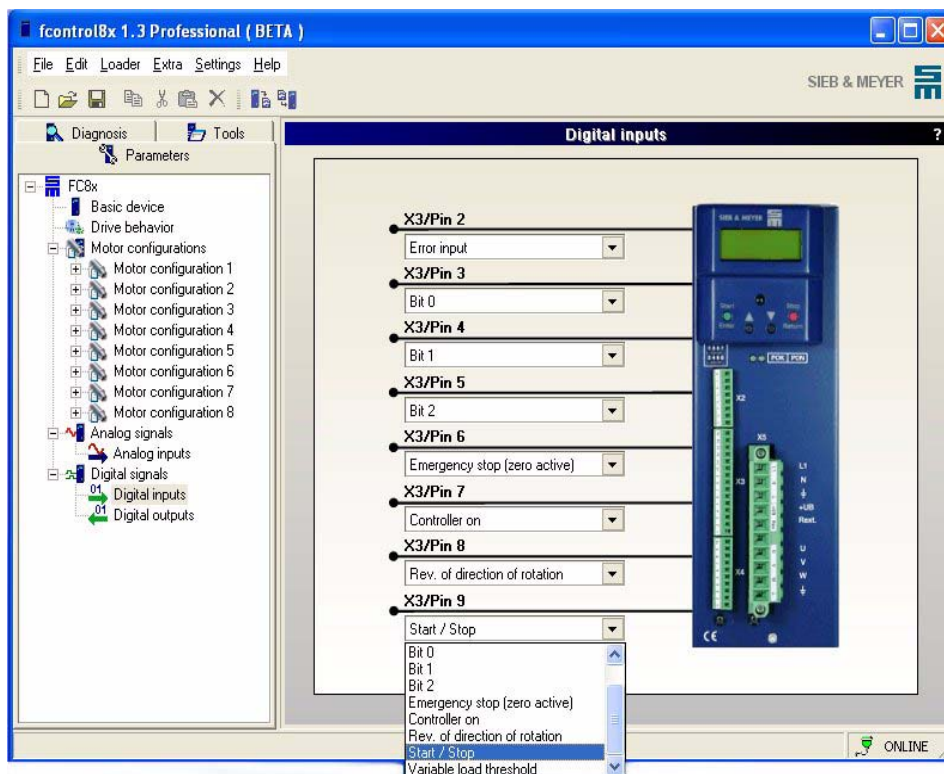 fcontrol8x 1.3 Professional ( BETA )
File Edit Loader Extra Settings Help
SIEB & MEYER
Diagnosis Tools
Parameters
FC8x
Basic device
Drive behavior
Motor configurations
Motor configuration 1
Motor configuration 2
Motor configuration 3
Motor configuration 4
Motor configuration 5
Motor configuration 6
Motor configuration 7
Motor configuration 8
Analog signals
Analog inputs
Digital signals
01 Digital inputs
01 Digital outputs
Digital inputs ?
X3/Pin 2
Error input
X3/Pin 3
Bit 0
X3/Pin 4
Bit 1
X3/Pin 5
Bit 2
X3/Pin 6
Emergency stop (zero active)
X3/Pin 7
Controller on
X3/Pin 8
Rev. of direction of rotation
X3/Pin 9
Start / Stop
Bit 0
Bit 1
Bit 2
Emergency stop (zero active)
Controller on
Rev. of direction of rotation
Start / Stop
Variable load threshold
SIEB & MEYER
Start Stop
Enter Return
POK PON
X2
X5
X3
L1
N
+UB
Rext.
U
V
W
X4
CE
ONLINE